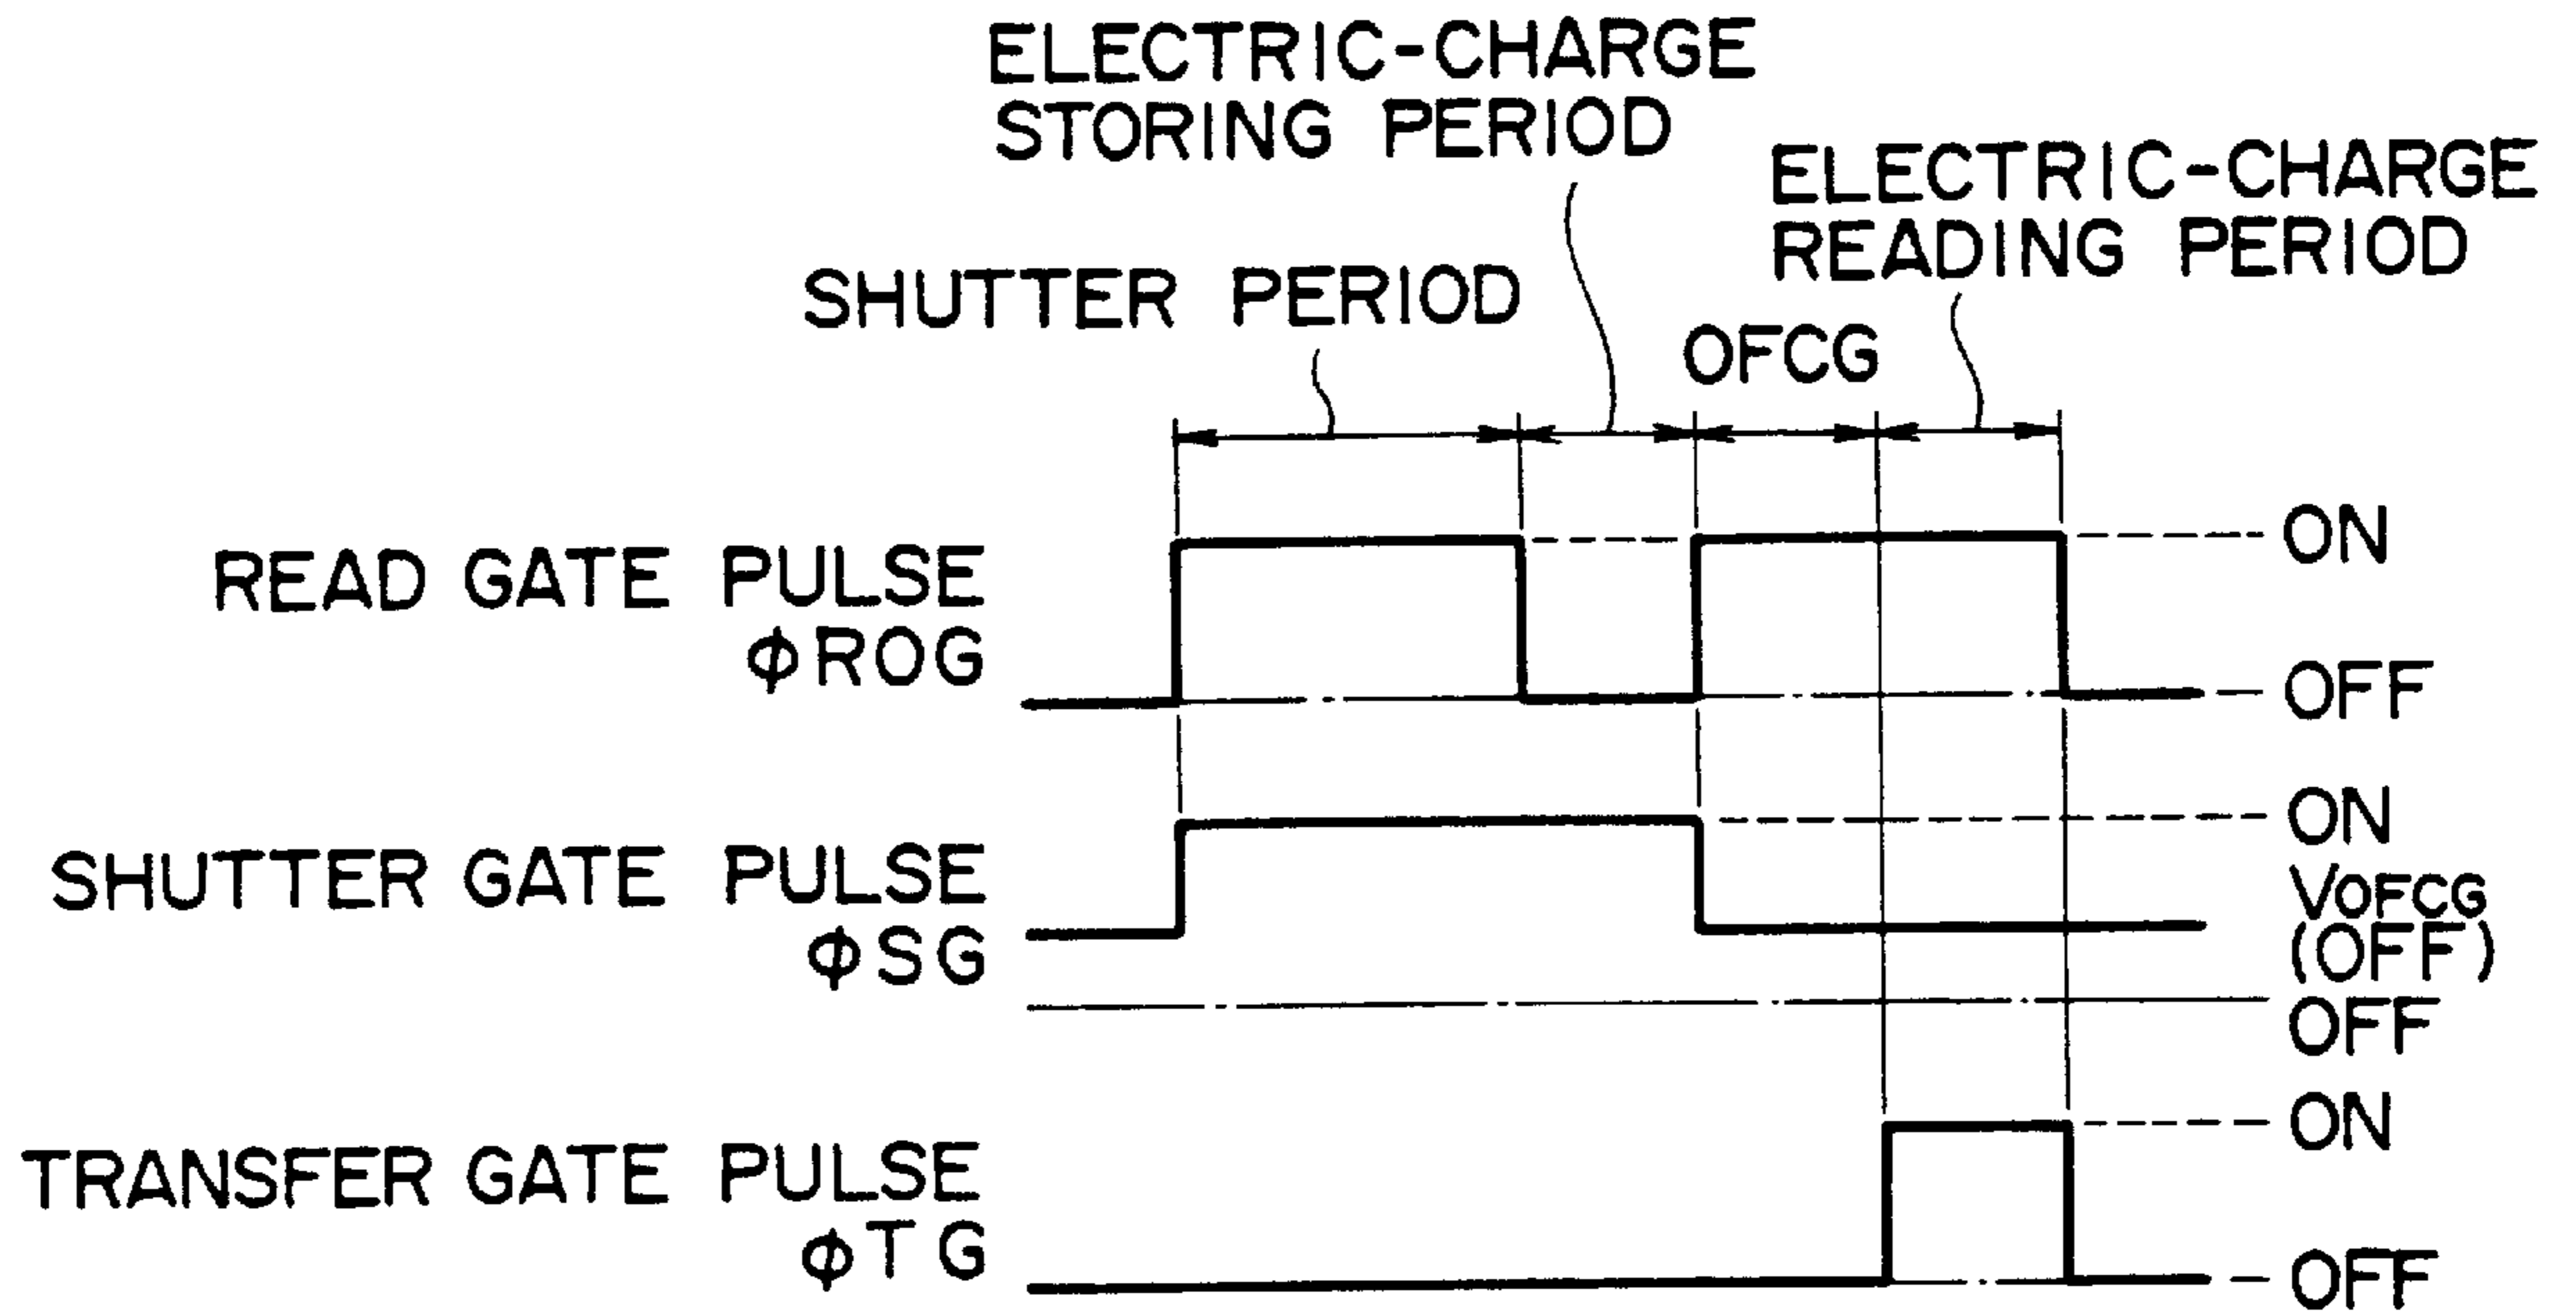 ELECTRIC-CHARGE
STORING PERIOD
ELECTRIC-CHARGE
READING PERIOD
SHUTTER PERIOD
OFCG
READ GATE PULSE
φROG
ON
OFF
SHUTTER GATE PULSE
φSG
ON
VOFCG
(OFF)
OFF
TRANSFER GATE PULSE
φTG
ON
OFF